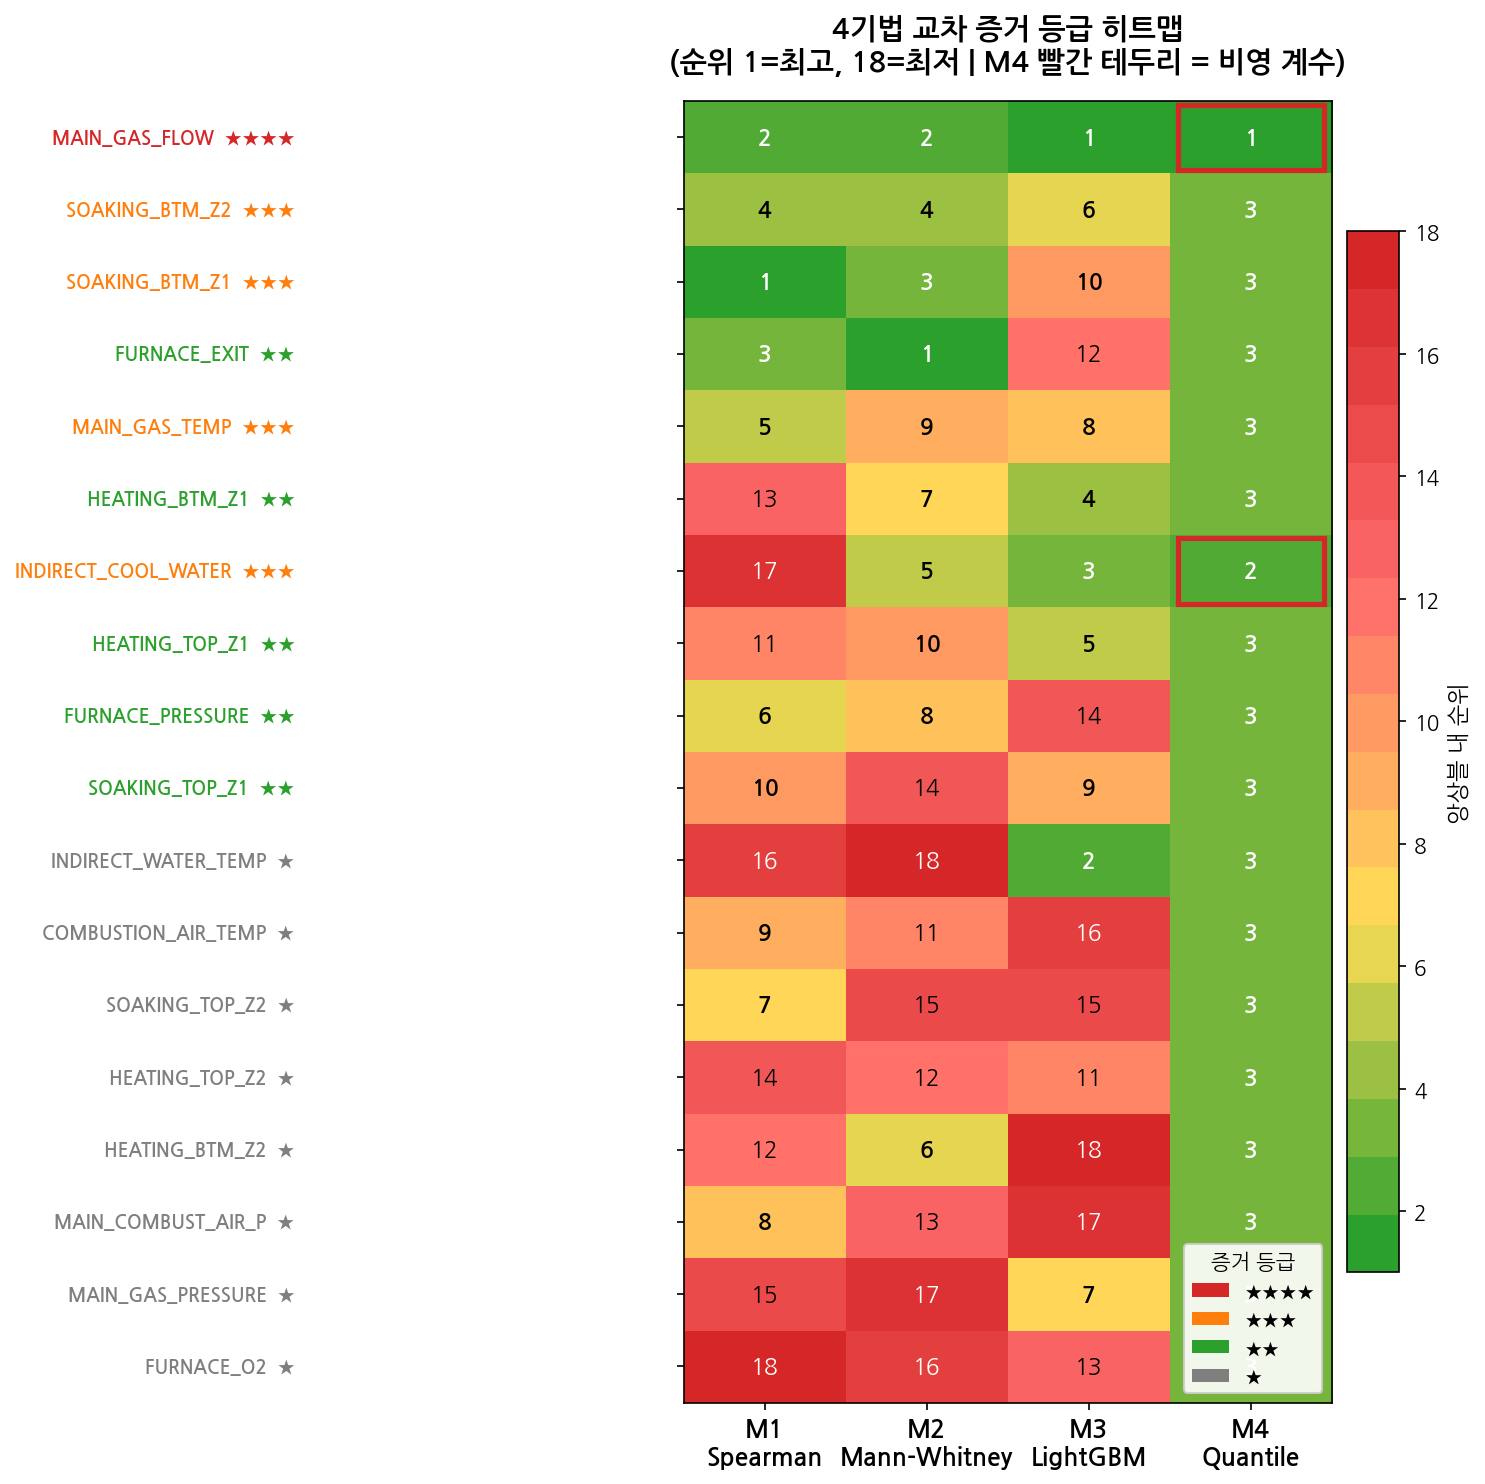 4기법 교차 증거 등급 히트맵
(순위 1=최고, 18=최저 | M4 빨간 테두리 = 비영 계수)
MAIN_GAS_FLOW ★★★★ 2 2 1 1
SOAKING_BTM_Z2 ★★★ 4 4 6 3
SOAKING_BTM_Z1 ★★★ 1 3 10 3
FURNACE_EXIT ★★ 3 1 12 3
MAIN_GAS_TEMP ★★★ 5 9 8 3
HEATING_BTM_Z1 ★★ 13 7 4 3
INDIRECT_COOL_WATER ★★★ 17 5 3 2
HEATING_TOP_Z1 ★★ 11 10 5 3
FURNACE_PRESSURE ★★ 6 8 14 3
SOAKING_TOP_Z1 ★★ 10 14 9 3
INDIRECT_WATER_TEMP ★ 16 18 2 3
COMBUSTION_AIR_TEMP ★ 9 11 16 3
SOAKING_TOP_Z2 ★ 7 15 15 3
HEATING_TOP_Z2 ★ 14 12 11 3
HEATING_BTM_Z2 ★ 12 6 18 3
MAIN_COMBUST_AIR_P ★ 8 13 17 3
MAIN_GAS_PRESSURE ★ 15 17 7
FURNACE_O2 ★ 18 16 13
증거 등급
★★★★
★★★
★★
★
M1 M2 M3 M4
Spearman Mann-Whitney LightGBM Quantile
18
16
14
12
10
8
6
4
2
앙상블 내 순위